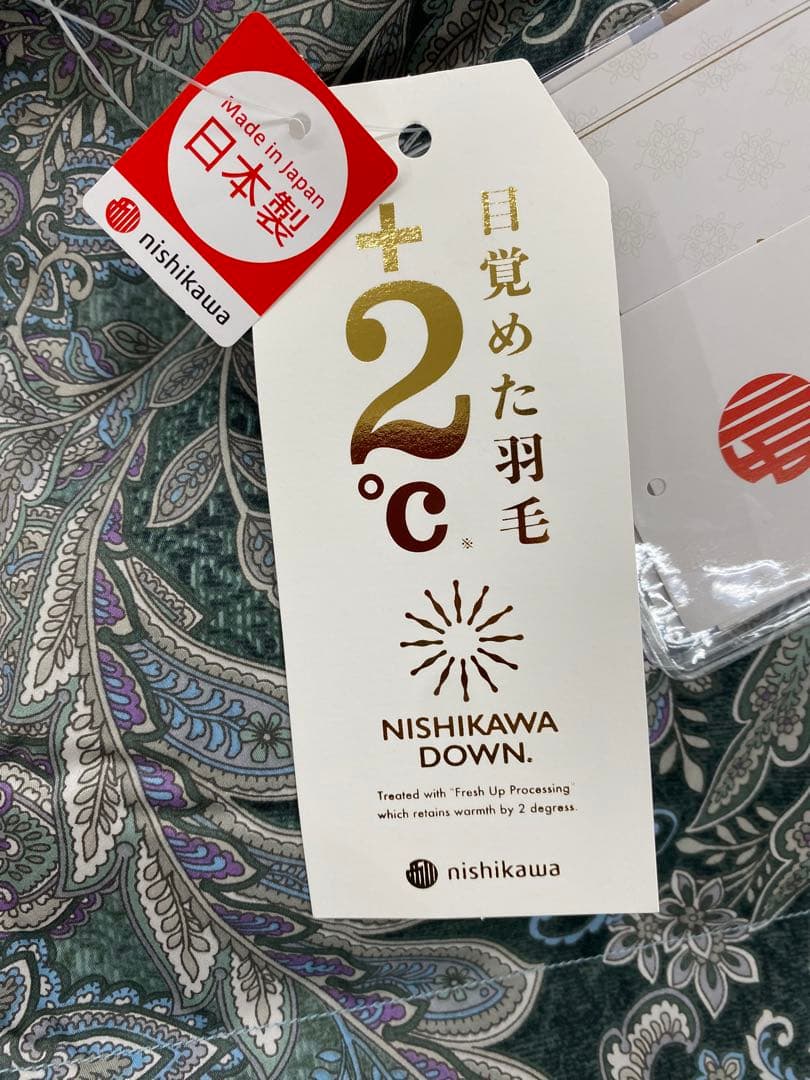 Made in Japan
日本製
nishikawa
目覚めた羽毛
+2℃※
NISHIKAWA
DOWN®
Treated with "Fresh Up Processing"
which retains warmth by 2 degress.
nishikawa